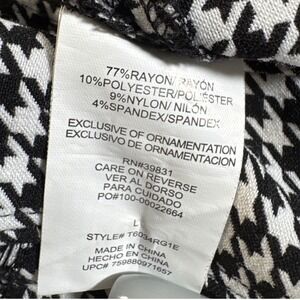 77%RAYON/RAYÓN
10%POLYESTER/POLIÉSTER
9%NYLON/ NILÓN
4%SPANDEX/SPANDEX
EXCLUSIVE OF ORNAMENTATION
EXCLUSIVO DE ORNAMENTACION
RN#39831
CARE ON REVERSE
VER AL DORSO
PARA CUIDADO
PO#100-00022664
L
STYLE# T6034RG1E
MADE IN CHINA
HECHO EN CHINA
UPC# 759880971657